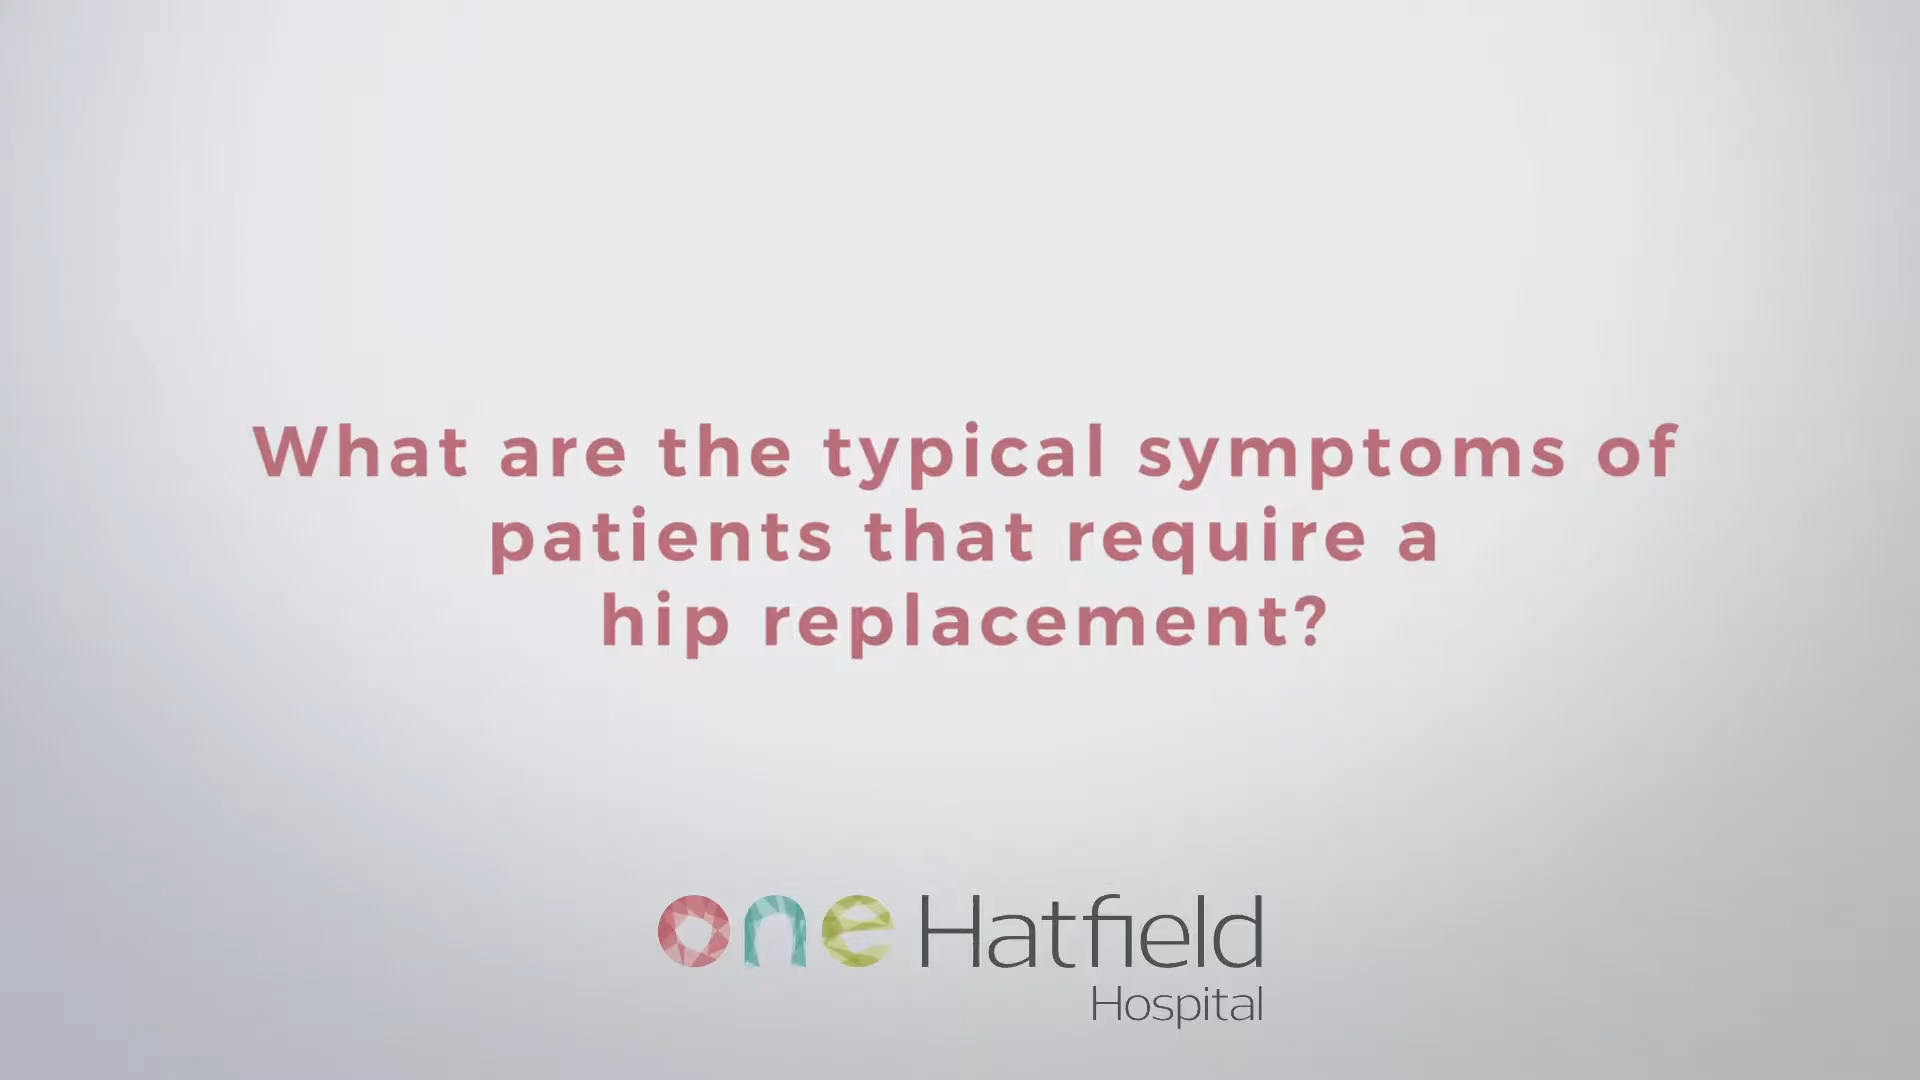 What are the typical symptoms of
patients that require a
hip replacement?
one Hatfield
Hospital